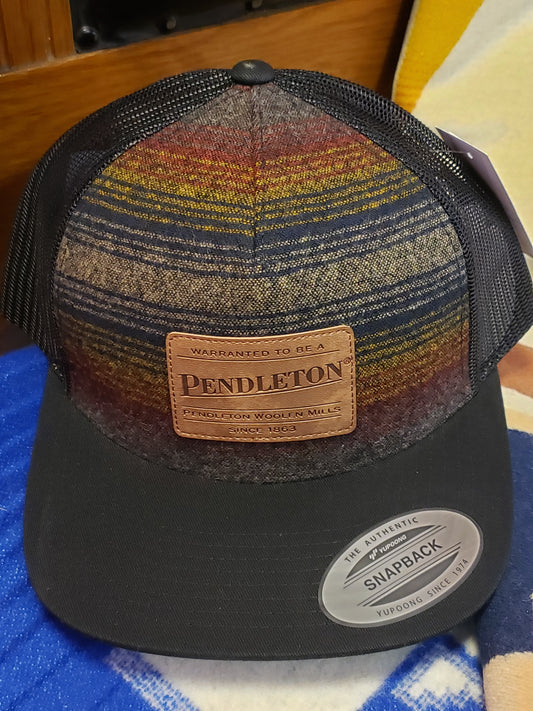 WARRANTED TO BE A
PENDLETON®
PENDLETON WOOLEN MILLS
SINCE 1863
THE AUTHENTIC
YUPOONG
SNAPBACK
YUPOONG SINCE 1974